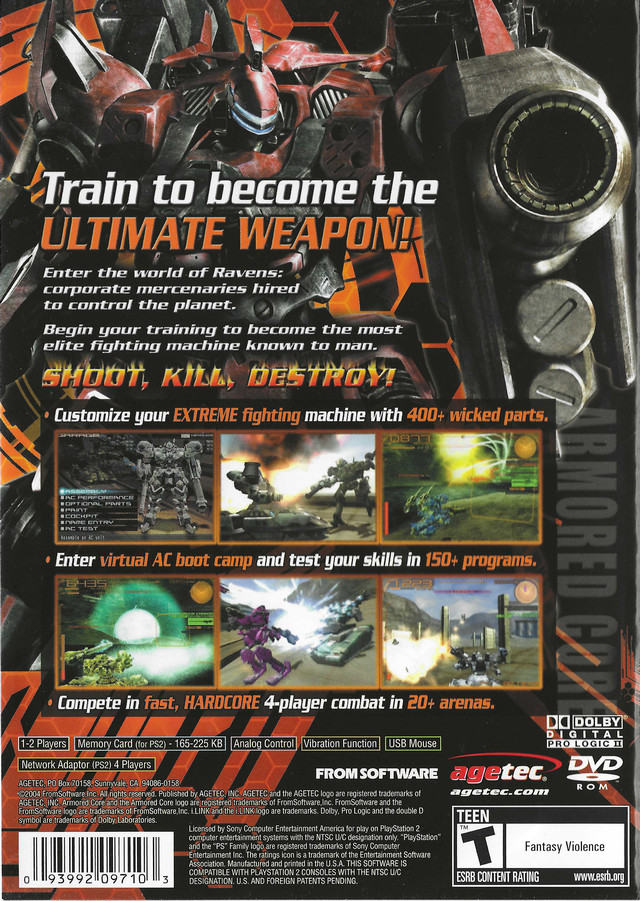 Train to become the
ULTIMATE WEAPON!
Enter the world of Ravens:
corporate mercenaries hired
to control the planet.
Begin your training to become the most
elite fighting machine known to man.
SHOOT, KILL, DESTROY!
• Customize your EXTREME fighting machine with 400+ wicked parts.
GARAGE
ASSEMBLY
AC PERFORMANCE
OPTIONAL PARTS
PAINT
COCKPIT
NAME ENTRY
AC TEST
Assemble an AC unit
0877
• Enter virtual AC boot camp and test your skills in 150+ programs.
6435
1223
• Compete in fast, HARDCORE 4-player combat in 20+ arenas.
ARMORED CORE
DOLBY
DIGITAL
PRO LOGIC II
1-2 Players
Memory Card (for PS2) - 165-225 KB
Analog Control
Vibration Function
USB Mouse
Network Adaptor (PS2) 4 Players
FROMSOFTWARE
agetec
agetec.com
DVD
ROM
AGETEC, PO Box 70158, Sunnyvale, CA 94086-0158
©2004 FromSoftware Inc. All rights reserved. Published by AGETEC, INC. AGETEC and the AGETEC logo are registered trademarks of
AGETEC, INC. Armored Core and the Armored Core logo are registered trademarks of FromSoftware,Inc. FromSoftware and the
FromSoftware logo are trademarks of FromSoftware,Inc. i.LINK and the i.LINK logo are trademarks. Dolby, Pro Logic and the double D
symbol are trademarks of Dolby Laboratories.
Licensed by Sony Computer Entertainment America for play on PlayStation 2
computer entertainment systems with the NTSC U/C designation only. "PlayStation"
and the "PS" Family logo are registered trademarks of Sony Computer
Entertainment Inc. The ratings icon is a trademark of the Entertainment Software
Association. Manufactured and printed in the U.S.A. THIS SOFTWARE IS
COMPATIBLE WITH PLAYSTATION 2 CONSOLES WITH THE NTSC U/C
DESIGNATION. U.S. AND FOREIGN PATENTS PENDING.
0 93992 09710 3
TEEN
T
Fantasy Violence
ESRB CONTENT RATING
www.esrb.org